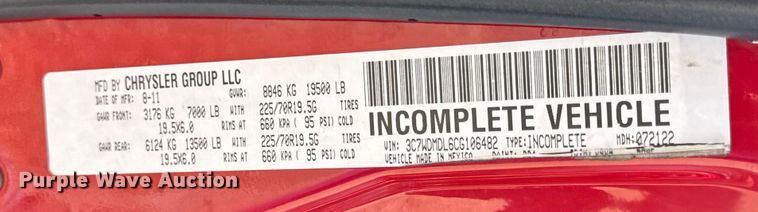 MFD BY CHRYSLER GROUP LLC
DATE OF MFR: 8-11 GVWR: 8846 KG 19500 LB
GAWR FRONT: 3176 KG 7000 LB WITH 225/70R19.5G TIRES
19.5X6.0 RIMS AT 660 KPA ( 95 PSI) COLD
GAWR REAR: 6124 KG 13500 LB WITH 225/70R19.5G TIRES
19.5X6.0 RIMS AT 660 KPA ( 95 PSI) COLD
INCOMPLETE VEHICLE
VIN: 3C7WDMDL6CG106482 TYPE: INCOMPLETE MDH: 072122
VEHICLE MADE IN MEXICO
Purple Wave Auction